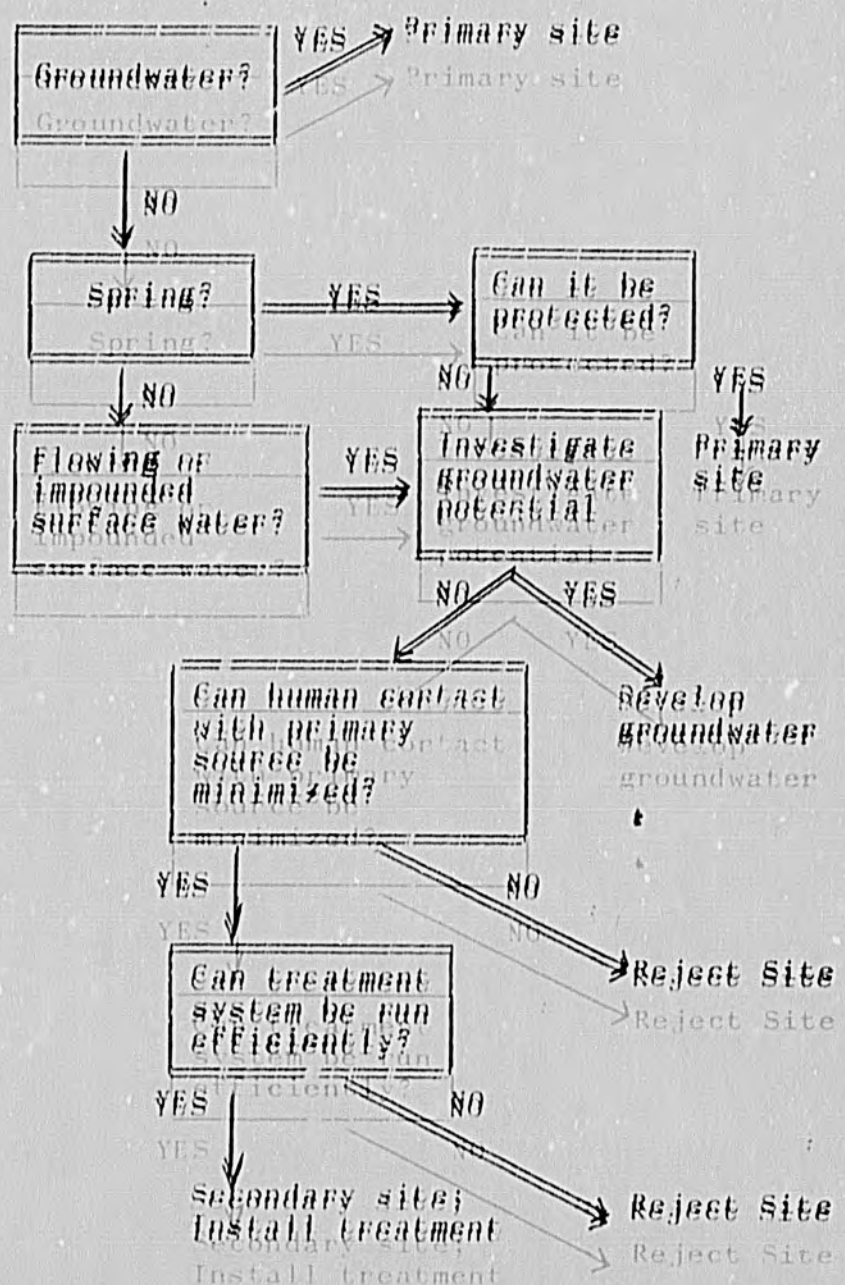 Groundwater?
YES
Primary site
NO
Spring?
YES
Can it be
protected?
NO
NO
YES
Flowing or
impounded
surface water?
YES
Investigate
groundwater
potential
Primary
site
NO
YES
Can human contact
with primary
source be
minimized?
Develop
groundwater
YES
NO
Can treatment
system be run
efficiently?
Reject Site
YES
NO
Secondary site;
Install treatment
Reject Site